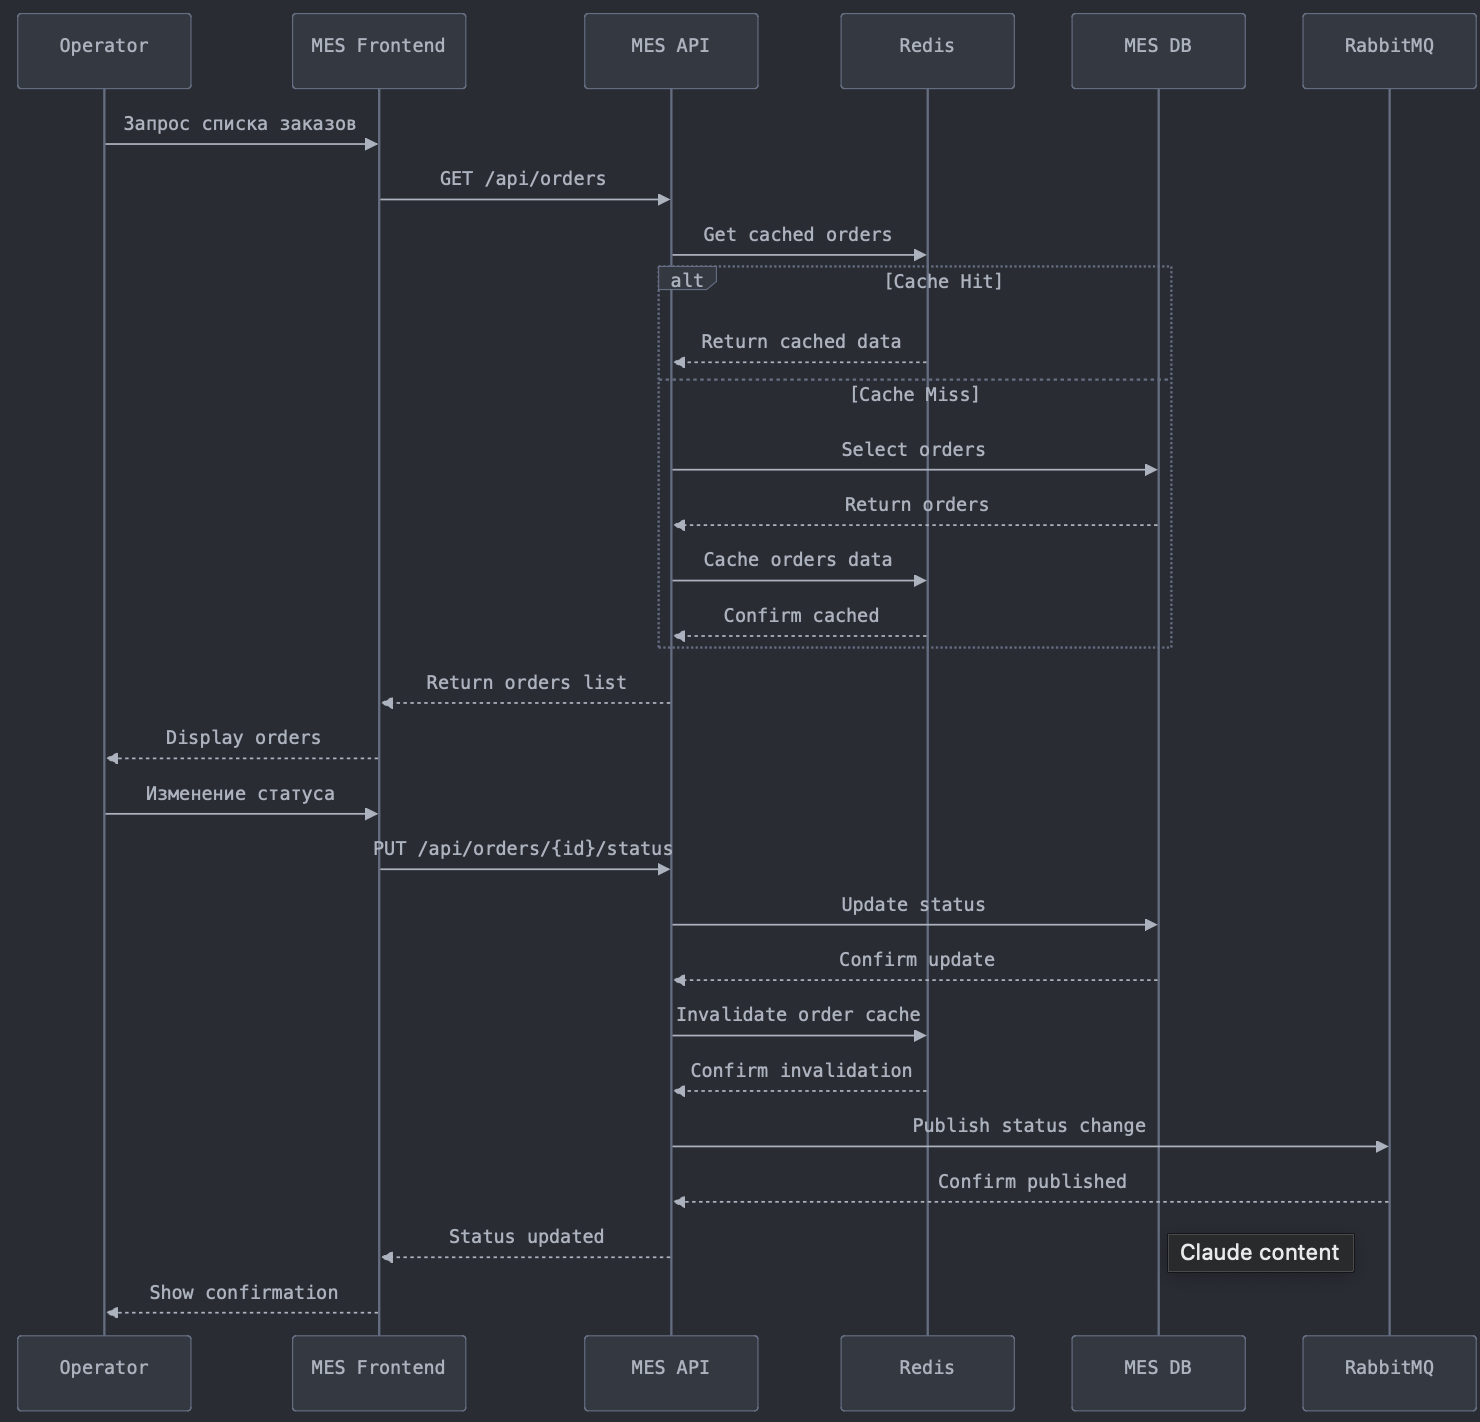 Operator
MES Frontend
MES API
Redis
MES DB
RabbitMQ
Запрос списка заказов
GET /api/orders
Get cached orders
alt
[Cache Hit]
Return cached data
[Cache Miss]
Select orders
Return orders
Cache orders data
Confirm cached
Return orders list
Display orders
Изменение статуса
PUT /api/orders/{id}/status
Update status
Confirm update
Invalidate order cache
Confirm invalidation
Publish status change
Confirm published
Status updated
Claude content
Show confirmation
Operator
MES Frontend
MES API
Redis
MES DB
RabbitMQ